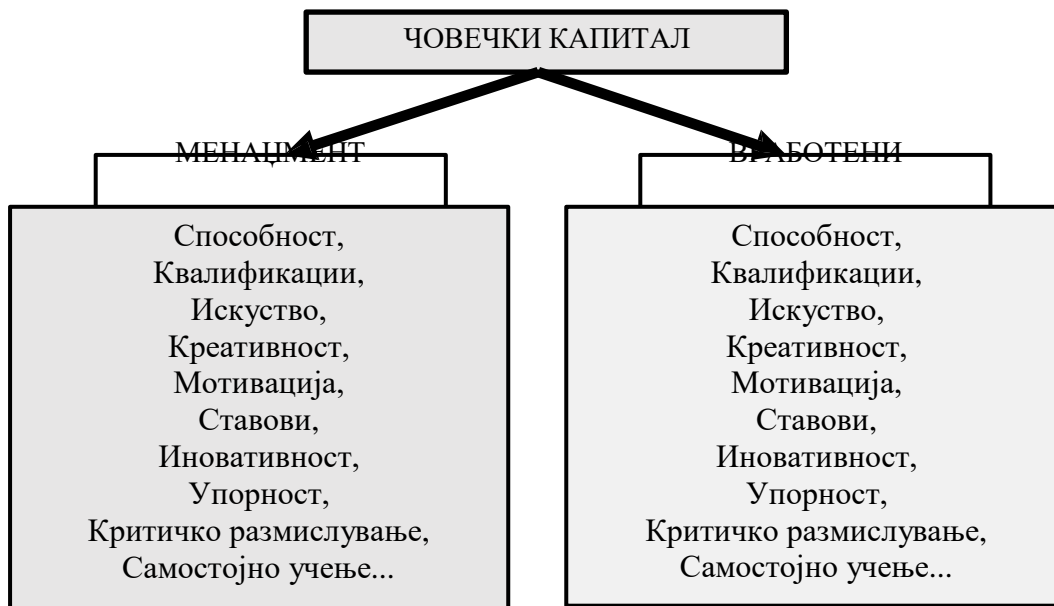 ЧОВЕЧКИ КАПИТАЛ
МЕНАЏМЕНТ
Способност,
Квалификации,
Искуство,
Креативност,
Мотивација,
Ставови,
Иновативност,
Упорност,
Критичко размислување,
Самостојно учење...
ВРАБОТЕНИ
Способност,
Квалификации,
Искуство,
Креативност,
Мотивација,
Ставови,
Иновативност,
Упорност,
Критичко размислување,
Самостојно учење...